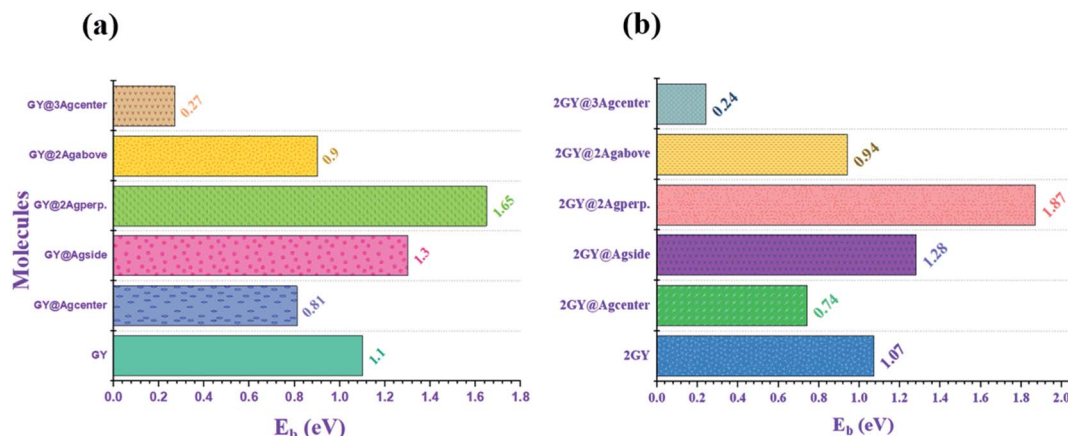 (a)
Molecules
GY@3Agcenter
0.27
GY@2Agabove
0.9
GY@2Agperp.
1.65
GY@Agside
1.3
GY@Agcenter
0.81
GY
1.1
0.0 0.2 0.4 0.6 0.8 1.0 1.2 1.4 1.6 1.8
E_b (eV)
(b)
2GY@3Agcenter
0.24
2GY@2Agabove
0.94
2GY@2Agperp.
1.87
2GY@Agside
1.28
2GY@Agcenter
0.74
2GY
1.07
0.0 0.2 0.4 0.6 0.8 1.0 1.2 1.4 1.6 1.8 2.0
E_b (eV)